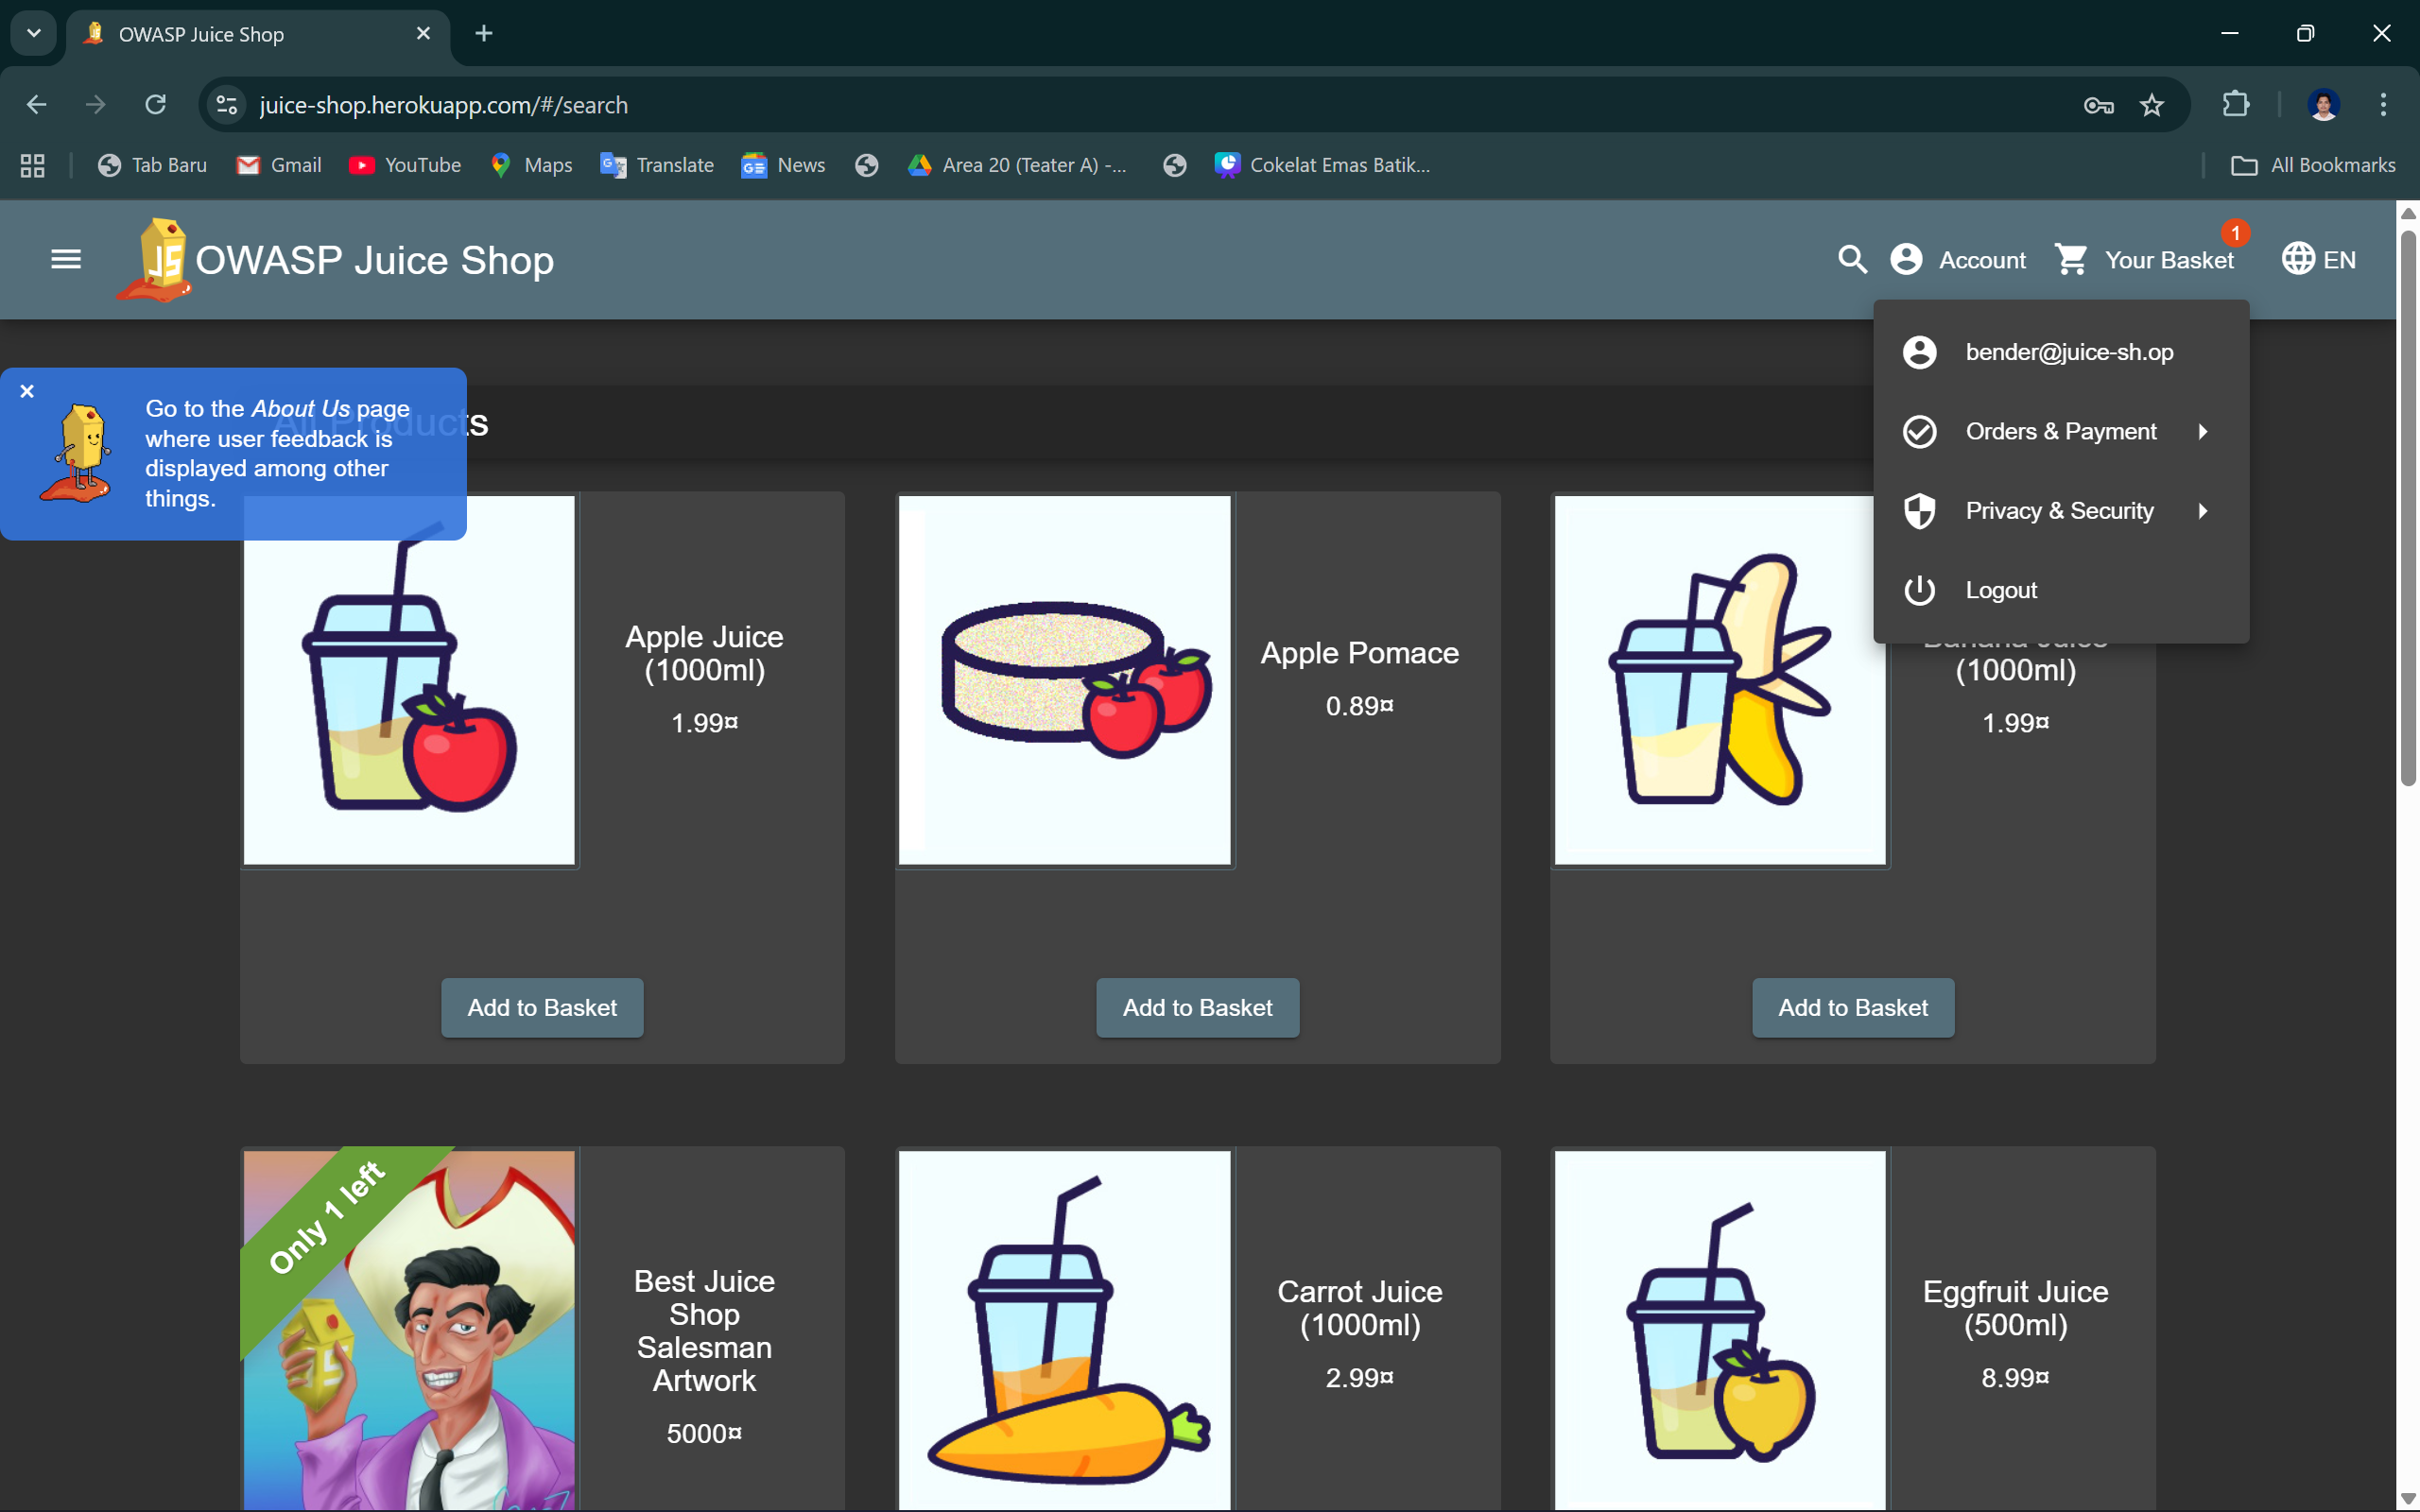 OWASP Juice Shop
juice-shop.herokuapp.com/#/search
Tab Baru
Gmail
YouTube
Maps
Translate
News
Area 20 (Teater A) -...
Cokelat Emas Batik...
All Bookmarks
JS
OWASP Juice Shop
Account
Your Basket
1
EN
bender@juice-sh.op
Orders & Payment
Privacy & Security
Logout
Go to the About Us page
where user feedback is
displayed among other
things.
All Products
Apple Juice
(1000ml)
1.99¤
Add to Basket
Apple Pomace
0.89¤
Add to Basket
Banana Juice
(1000ml)
1.99¤
Add to Basket
Only 1 left
Best Juice
Shop
Salesman
Artwork
5000¤
Carrot Juice
(1000ml)
2.99¤
Eggfruit Juice
(500ml)
8.99¤